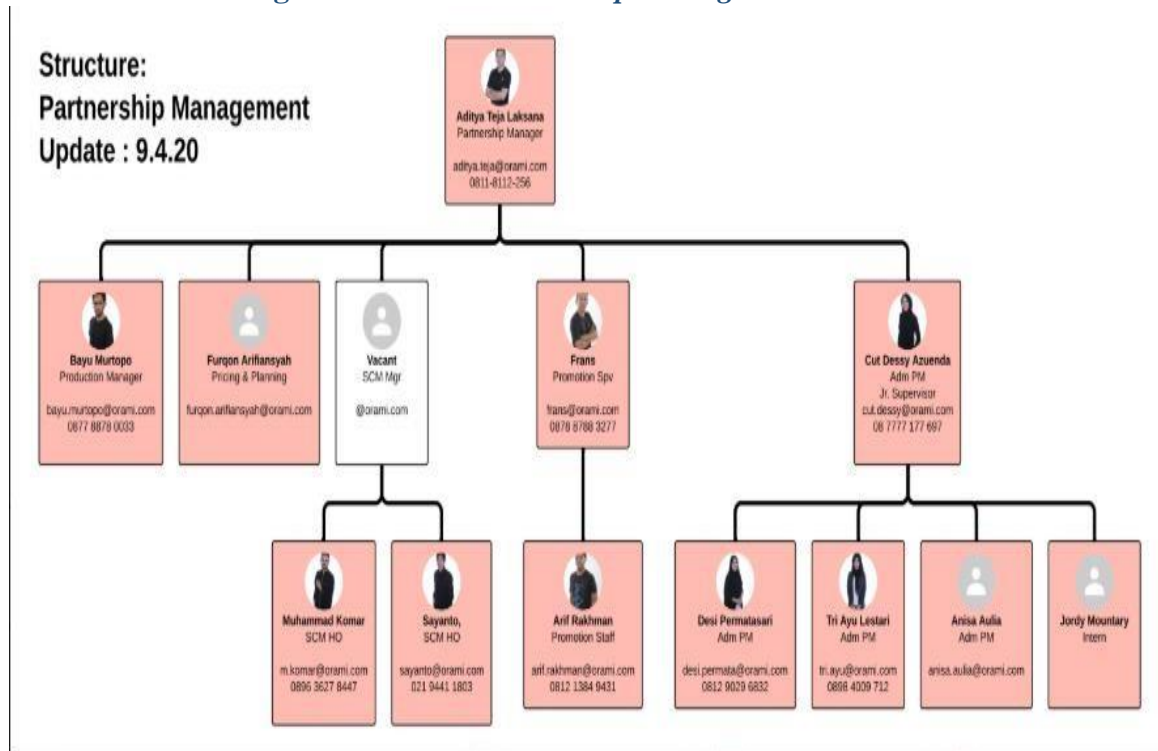 Structure:
Partnership Management
Update : 9.4.20
Aditya Teja Laksana
Partnership Manager
aditya.teja@orami.com
0811-8112-256
Bayu Murtopo
Production Manager
bayu.murtopo@orami.com
0877 8878 0033
Furqon Arifiansyah
Pricing & Planning
furqon.arifiansyah@orami.com
Vacant
SCM Mgr
@orami.com
Frans
Promotion Spv
frans@orami.com
0878 8788 3277
Cut Dessy Azuenda
Adm PM
Jr. Supervisor
cut.dessy@orami.com
08 7777 177 697
Muhammad Komar
SCM HO
m.komar@orami.com
0896 3627 8447
Sayanto,
SCM HO
sayanto@orami.com
021 9441 1803
Arif Rakhman
Promotion Staff
arif.rakhman@orami.com
0812 1384 9431
Desi Permatasari
Adm PM
desi.permata@orami.com
0812 9029 6832
Tri Ayu Lestari
Adm PM
tri.ayu@orami.com
0898 4009 712
Anisa Aulia
Adm PM
anisa.aulia@orami.com
Jordy Mountary
Intern